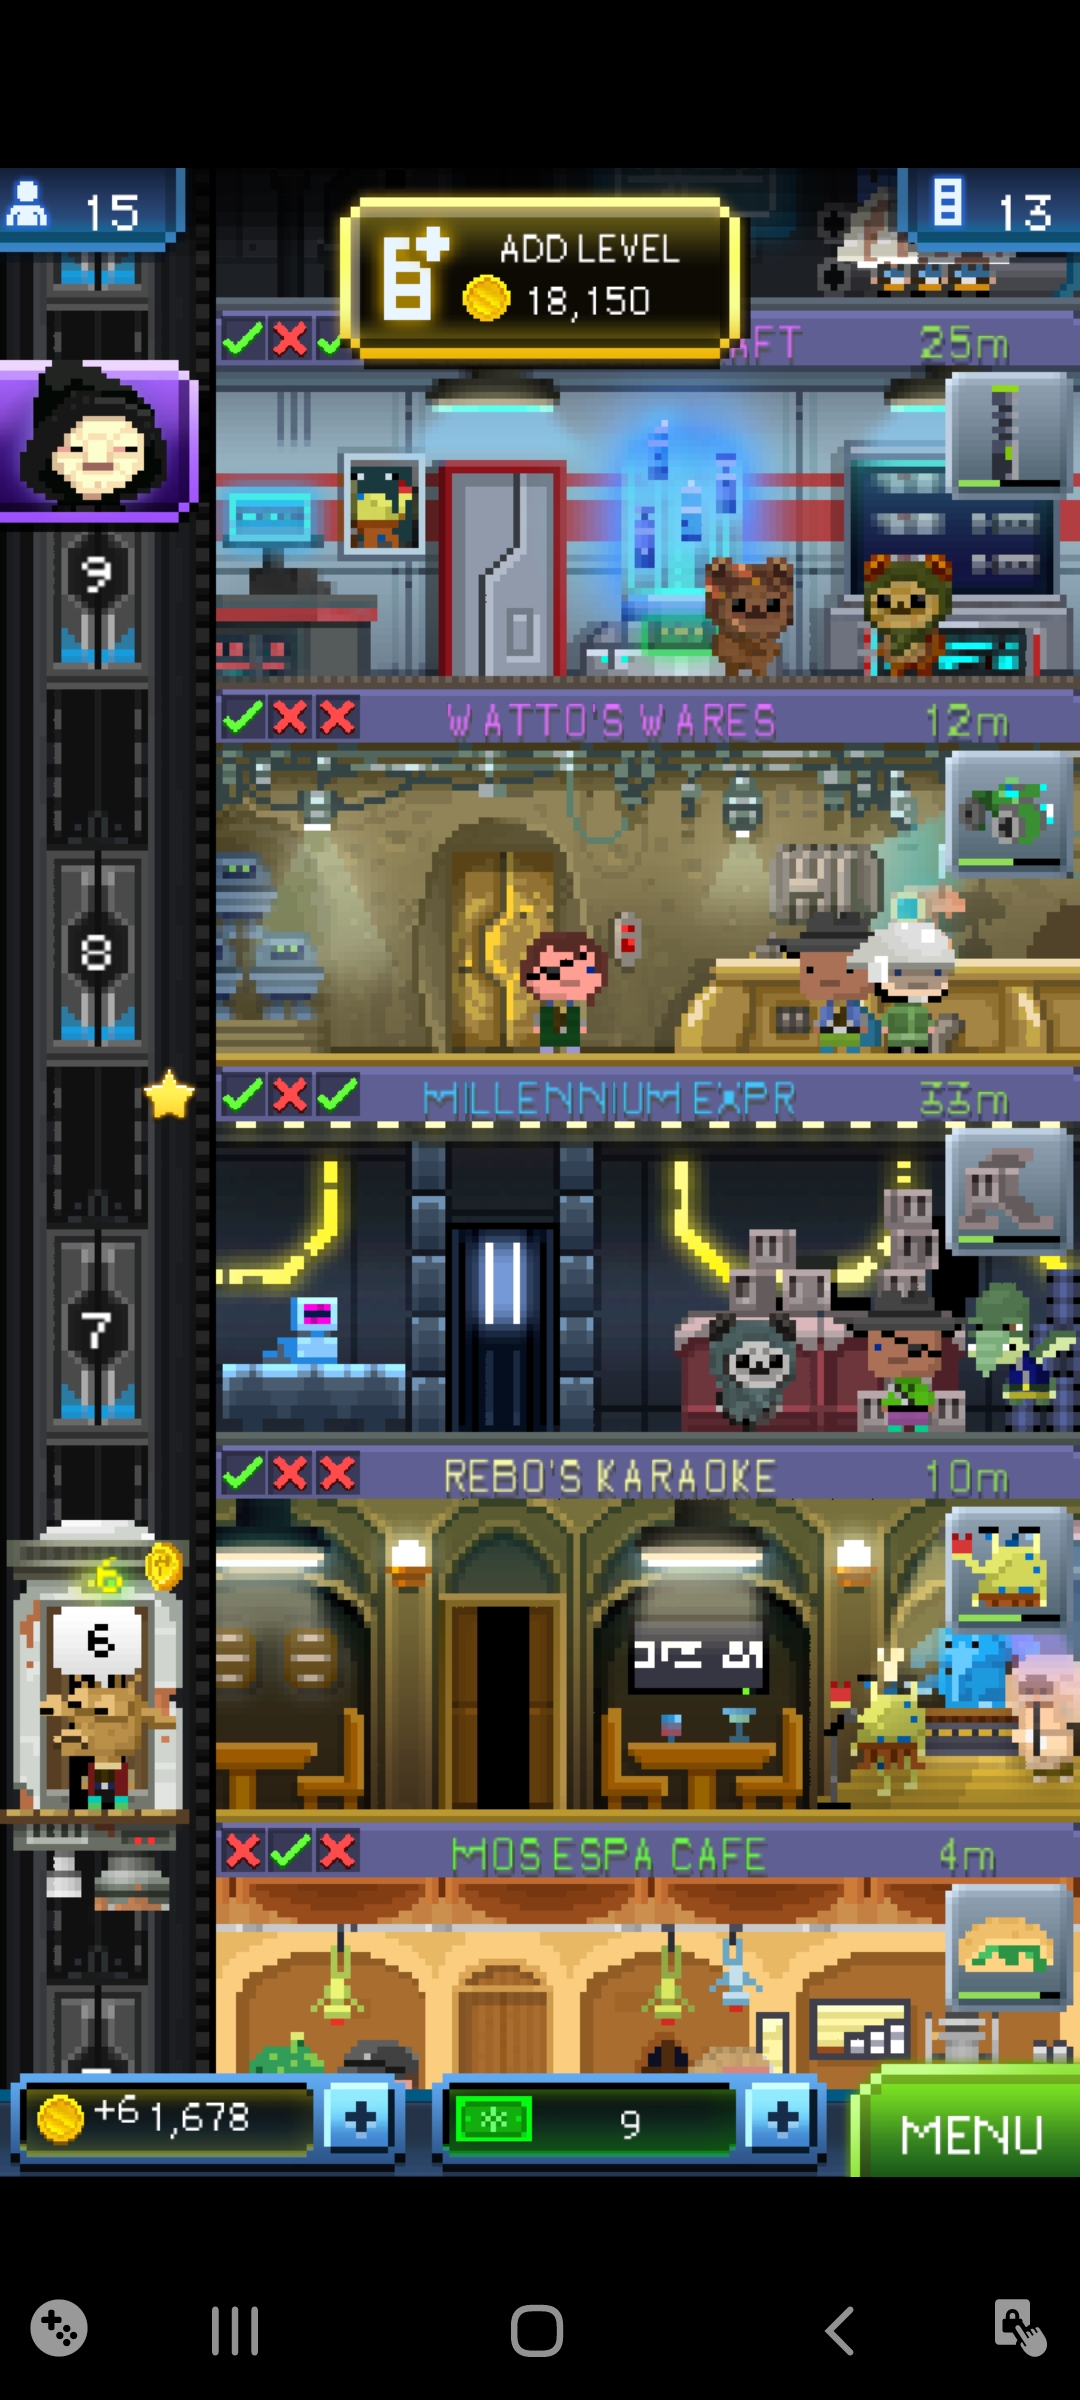 15
ADD LEVEL
18,150
13
AFT
25m
9
WATTO'S WARES
12m
8
MILLENNIUM EXPR
33m
7
REBO'S KARAOKE
10m
6
6
MOS ESPA CAFE
4m
+6 1,678
9
MENU